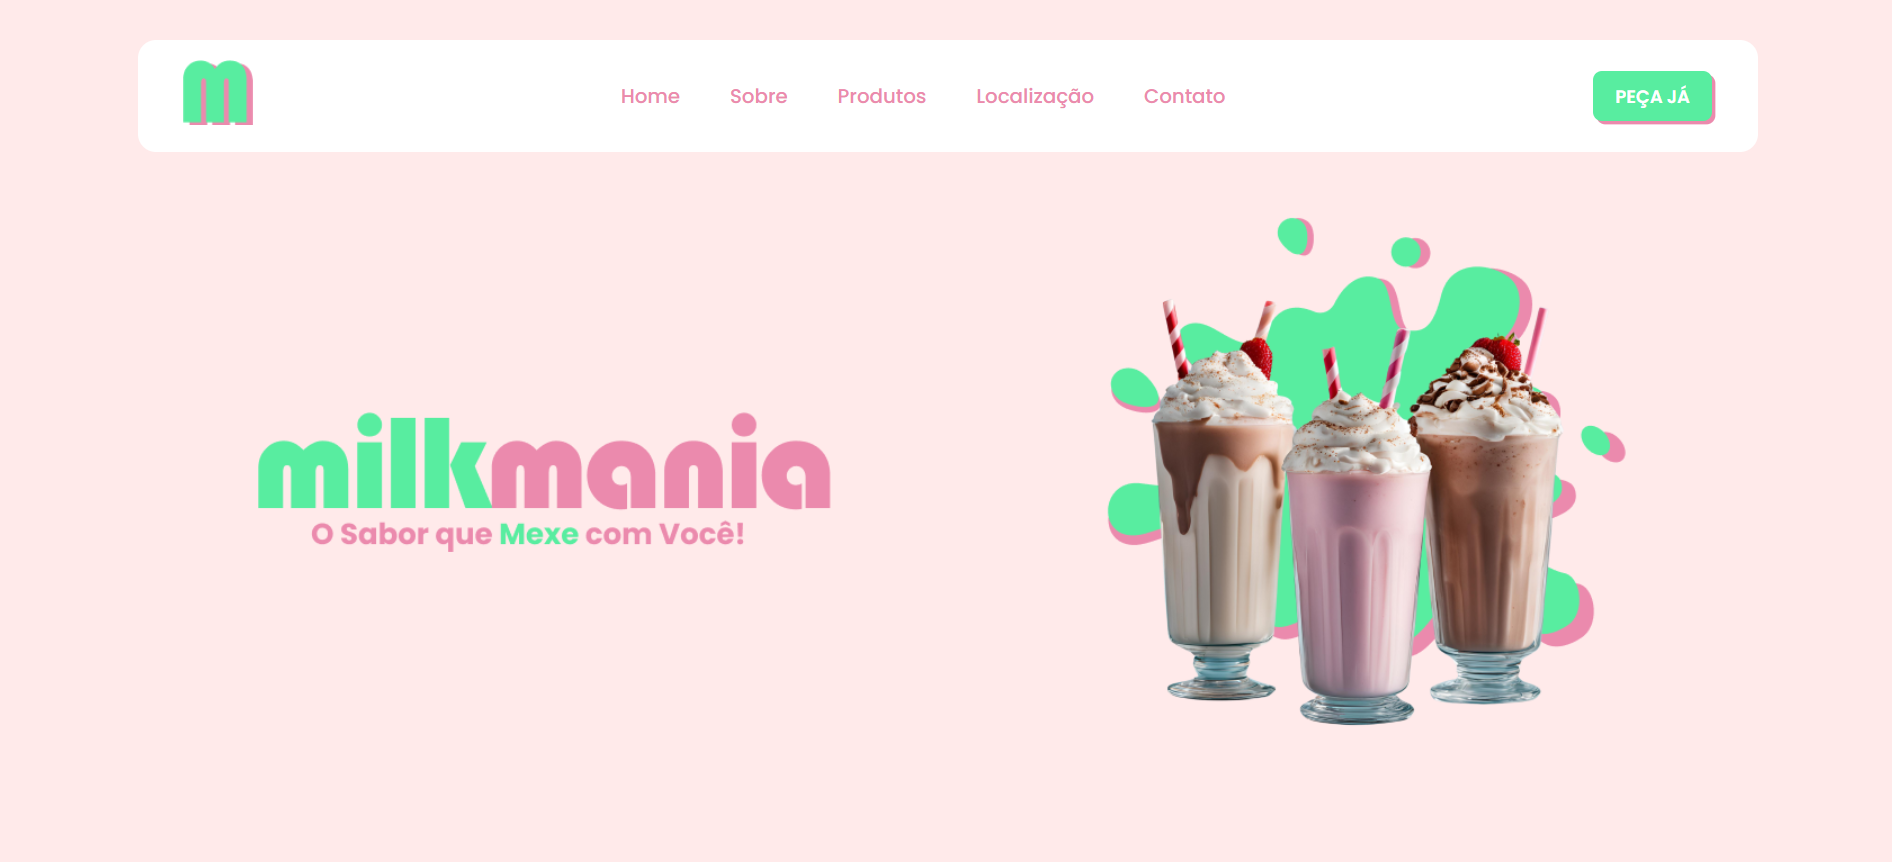 m
Home Sobre Produtos Localização Contato
PEÇA JÁ
milkmania
O Sabor que Mexe com Você!